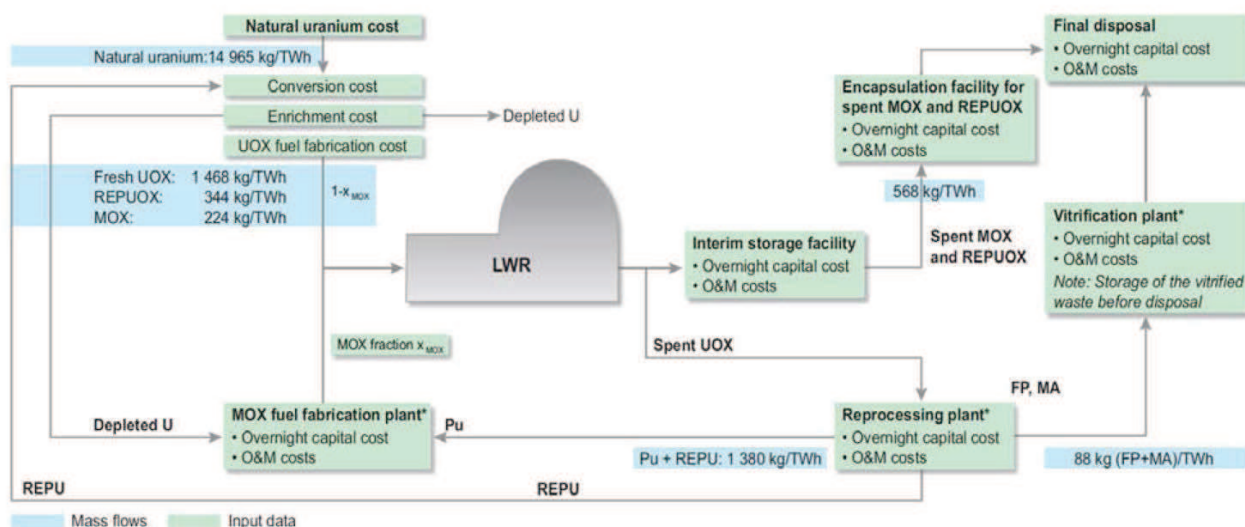 Natural uranium cost
Natural uranium:14 965 kg/TWh
Conversion cost
Enrichment cost
Depleted U
UOX fuel fabrication cost
Fresh UOX: 1 468 kg/TWh
REPUOX: 344 kg/TWh
MOX: 224 kg/TWh
1-x MOX
LWR
MOX fraction x MOX
Depleted U
MOX fuel fabrication plant*
• Overnight capital cost
• O&M costs
Pu
Interim storage facility
• Overnight capital cost
• O&M costs
Spent MOX
and REPUOX
568 kg/TWh
Encapsulation facility for
spent MOX and REPUOX
• Overnight capital cost
• O&M costs
Final disposal
• Overnight capital cost
• O&M costs
Vitrification plant*
• Overnight capital cost
• O&M costs
Note: Storage of the vitrified
waste before disposal
Spent UOX
FP, MA
Reprocessing plant*
• Overnight capital cost
• O&M costs
Pu + REPU: 1 380 kg/TWh
88 kg (FP+MA)/TWh
REPU
REPU
Mass flows
Input data